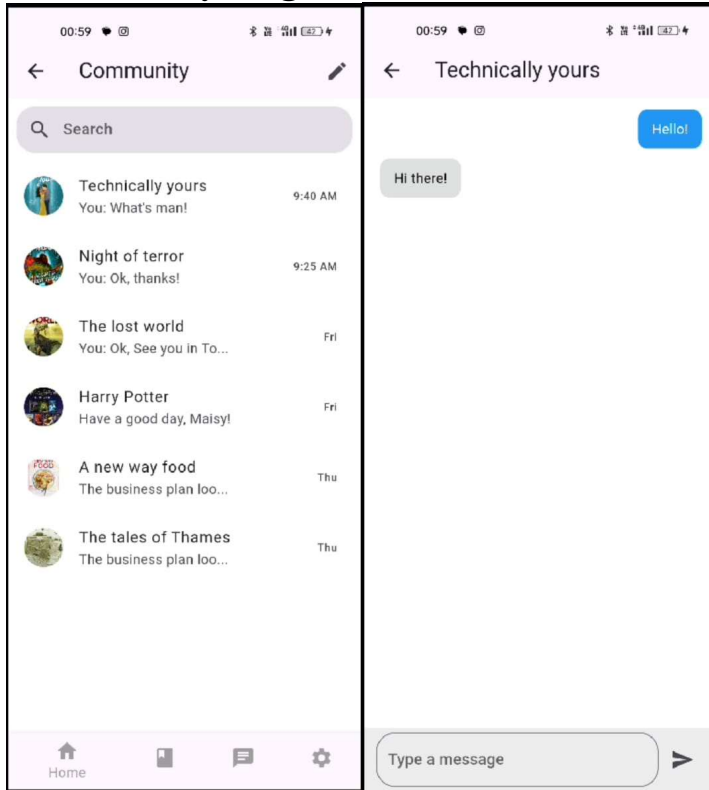 00:59
42
Community
Search
Technically yours
9:40 AM
You: What's man!
Night of terror
9:25 AM
You: Ok, thanks!
The lost world
Fri
You: Ok, See you in To...
Harry Potter
Fri
Have a good day, Maisy!
A new way food
Thu
The business plan loo...
The tales of Thames
Thu
The business plan loo...
Home
00:59
42
Technically yours
Hello!
Hi there!
Type a message